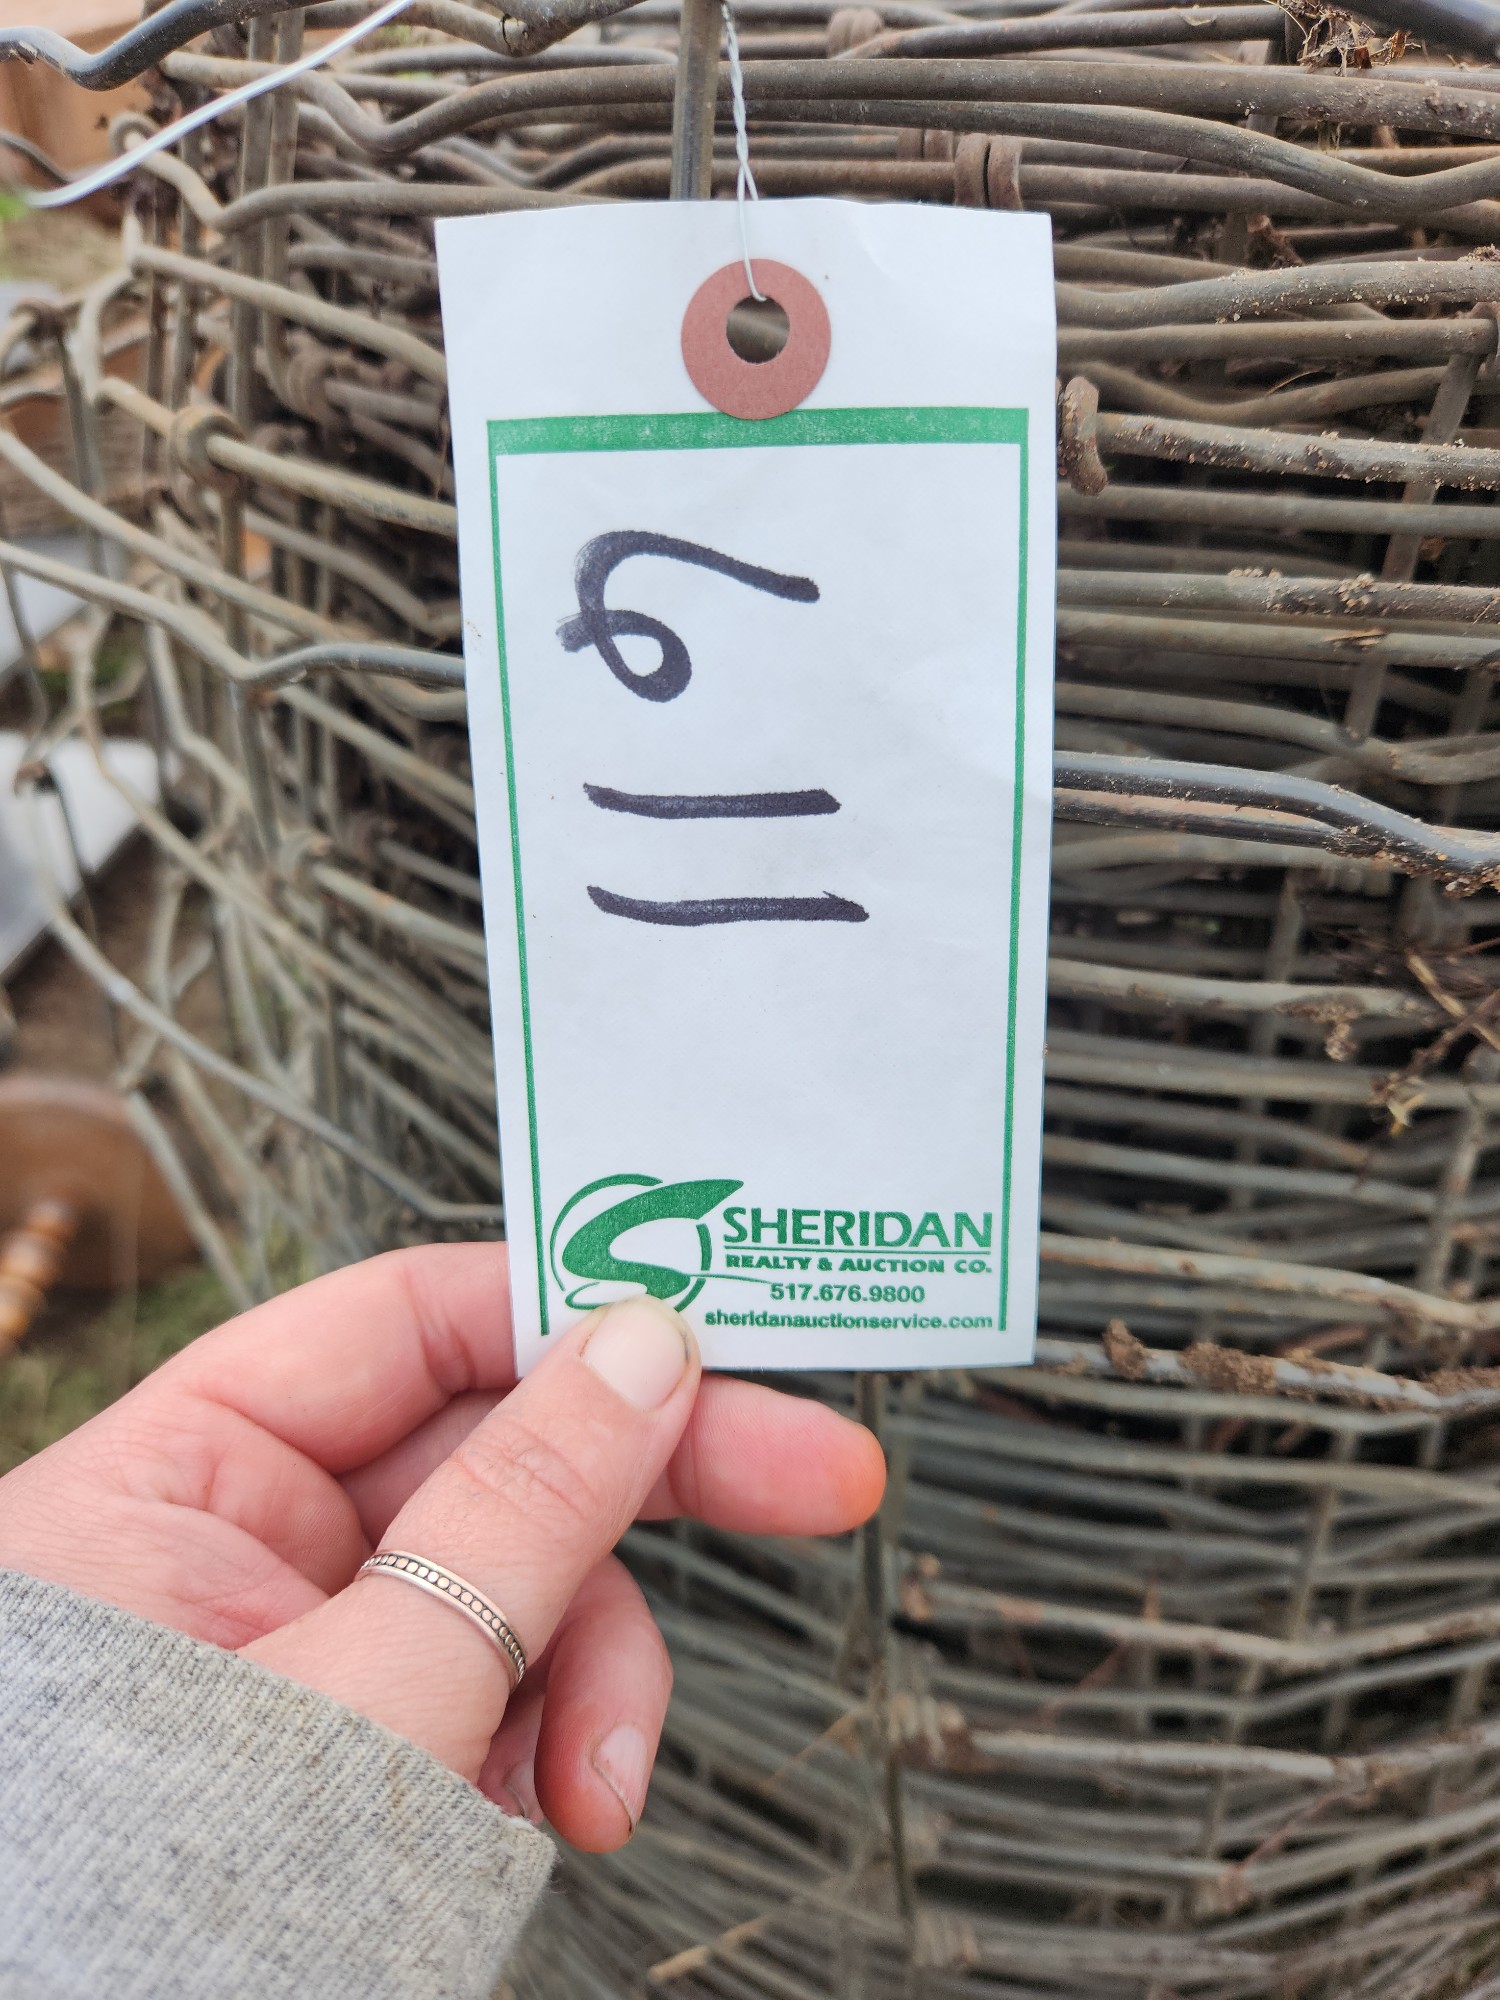 611
SHERIDAN
REALTY & AUCTION CO.
517.676.9800
sheridanauctionservice.com